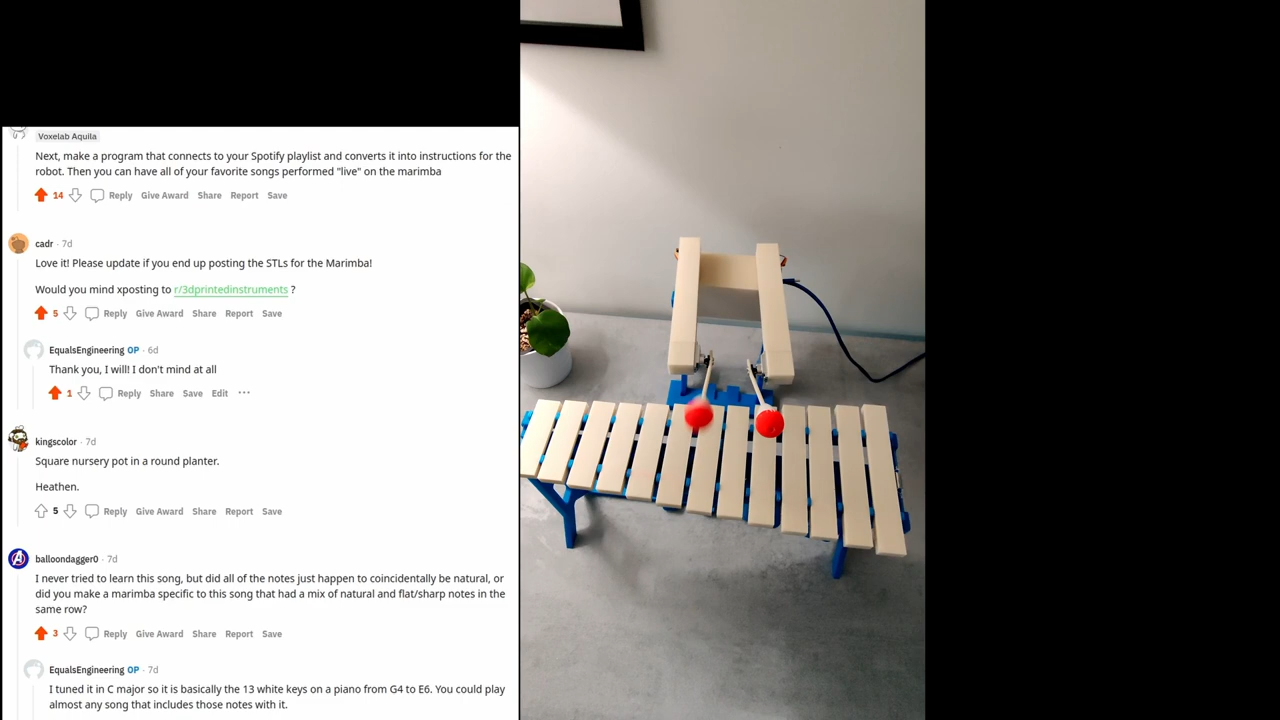 Voxelab Aquila
Next, make a program that connects to your Spotify playlist and converts it into instructions for the
robot. Then you can have all of your favorite songs performed "live" on the marimba
14 Reply Give Award Share Report Save
cadr · 7d
Love it! Please update if you end up posting the STLs for the Marimba!
Would you mind xposting to r/3dprintedinstruments ?
5 Reply Give Award Share Report Save
EqualsEngineering OP · 6d
Thank you, I will! I don't mind at all
1 Reply Share Save Edit ···
kingscolor · 7d
Square nursery pot in a round planter.
Heathen.
5 Reply Give Award Share Report Save
balloondagger0 · 7d
I never tried to learn this song, but did all of the notes just happen to coincidentally be natural, or
did you make a marimba specific to this song that had a mix of natural and flat/sharp notes in the
same row?
3 Reply Give Award Share Report Save
EqualsEngineering OP · 7d
I tuned it in C major so it is basically the 13 white keys on a piano from G4 to E6. You could play
almost any song that includes those notes with it.